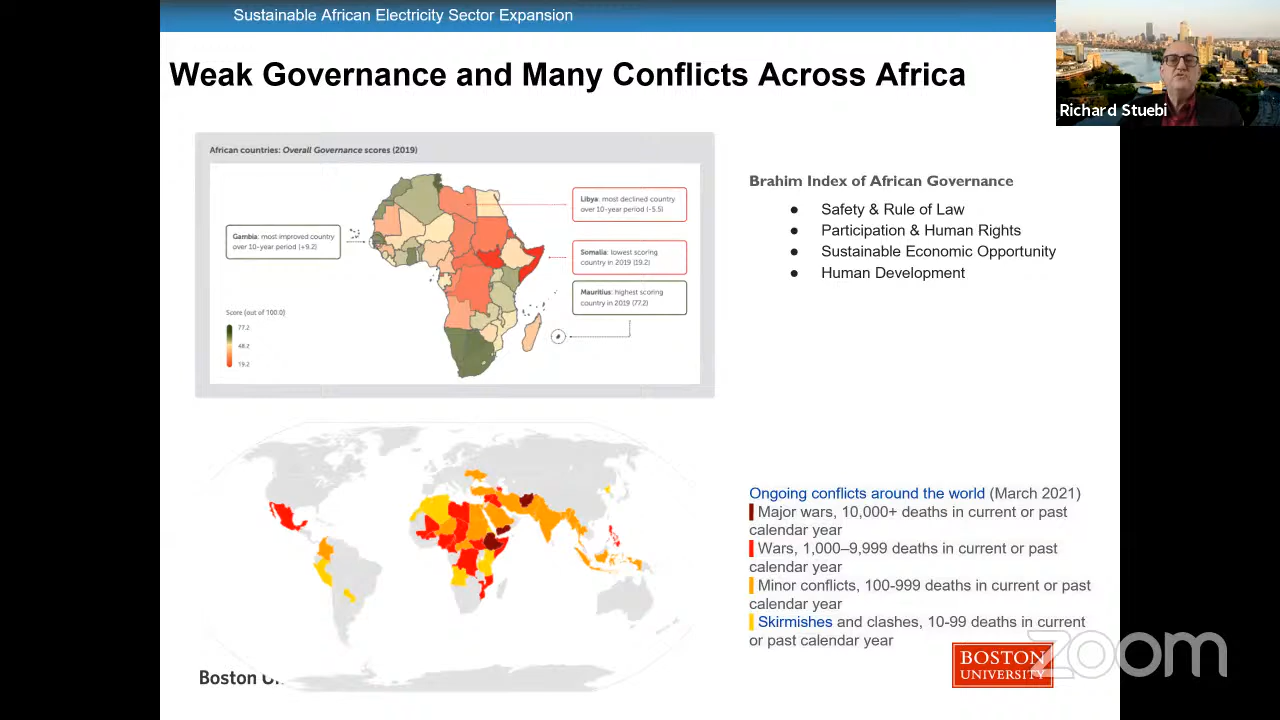 Sustainable African Electricity Sector Expansion
Weak Governance and Many Conflicts Across Africa
Richard Stuebi
African countries: Overall Governance scores (2019)
Gambia: most improved country
over 10-year period (+9.2)
Libya: most declined country
over 10-year period (-5.5)
Somalia: lowest scoring
country in 2019 (19.2)
Mauritius: highest scoring
country in 2019 (77.2)
Score (out of 100.0)
77.2
48.2
19.2
Brahim Index of African Governance
● Safety & Rule of Law
● Participation & Human Rights
● Sustainable Economic Opportunity
● Human Development
Ongoing conflicts around the world (March 2021)
Major wars, 10,000+ deaths in current or past
calendar year
Wars, 1,000–9,999 deaths in current or past
calendar year
Minor conflicts, 100-999 deaths in current or past
calendar year
Skirmishes and clashes, 10-99 deaths in current
or past calendar year
Boston
BOSTON
UNIVERSITY
zoom